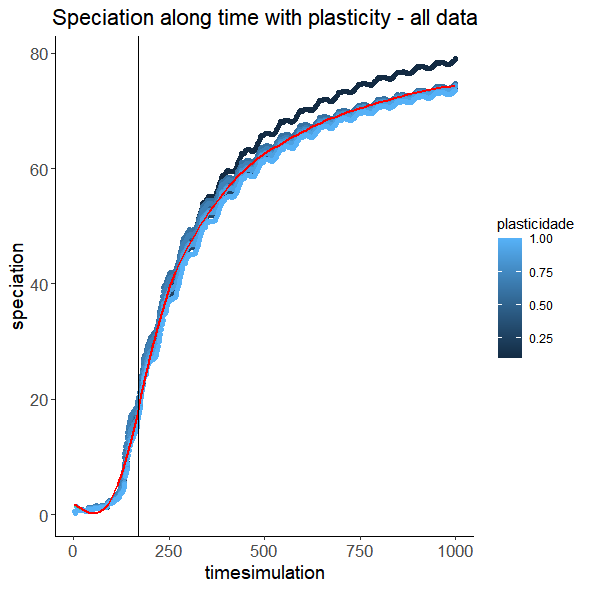 Speciation along time with plasticity - all data
80
60
40
20
0
speciation
0 250 500 750 1000
timesimulation
plasticidade
1.00
0.75
0.50
0.25